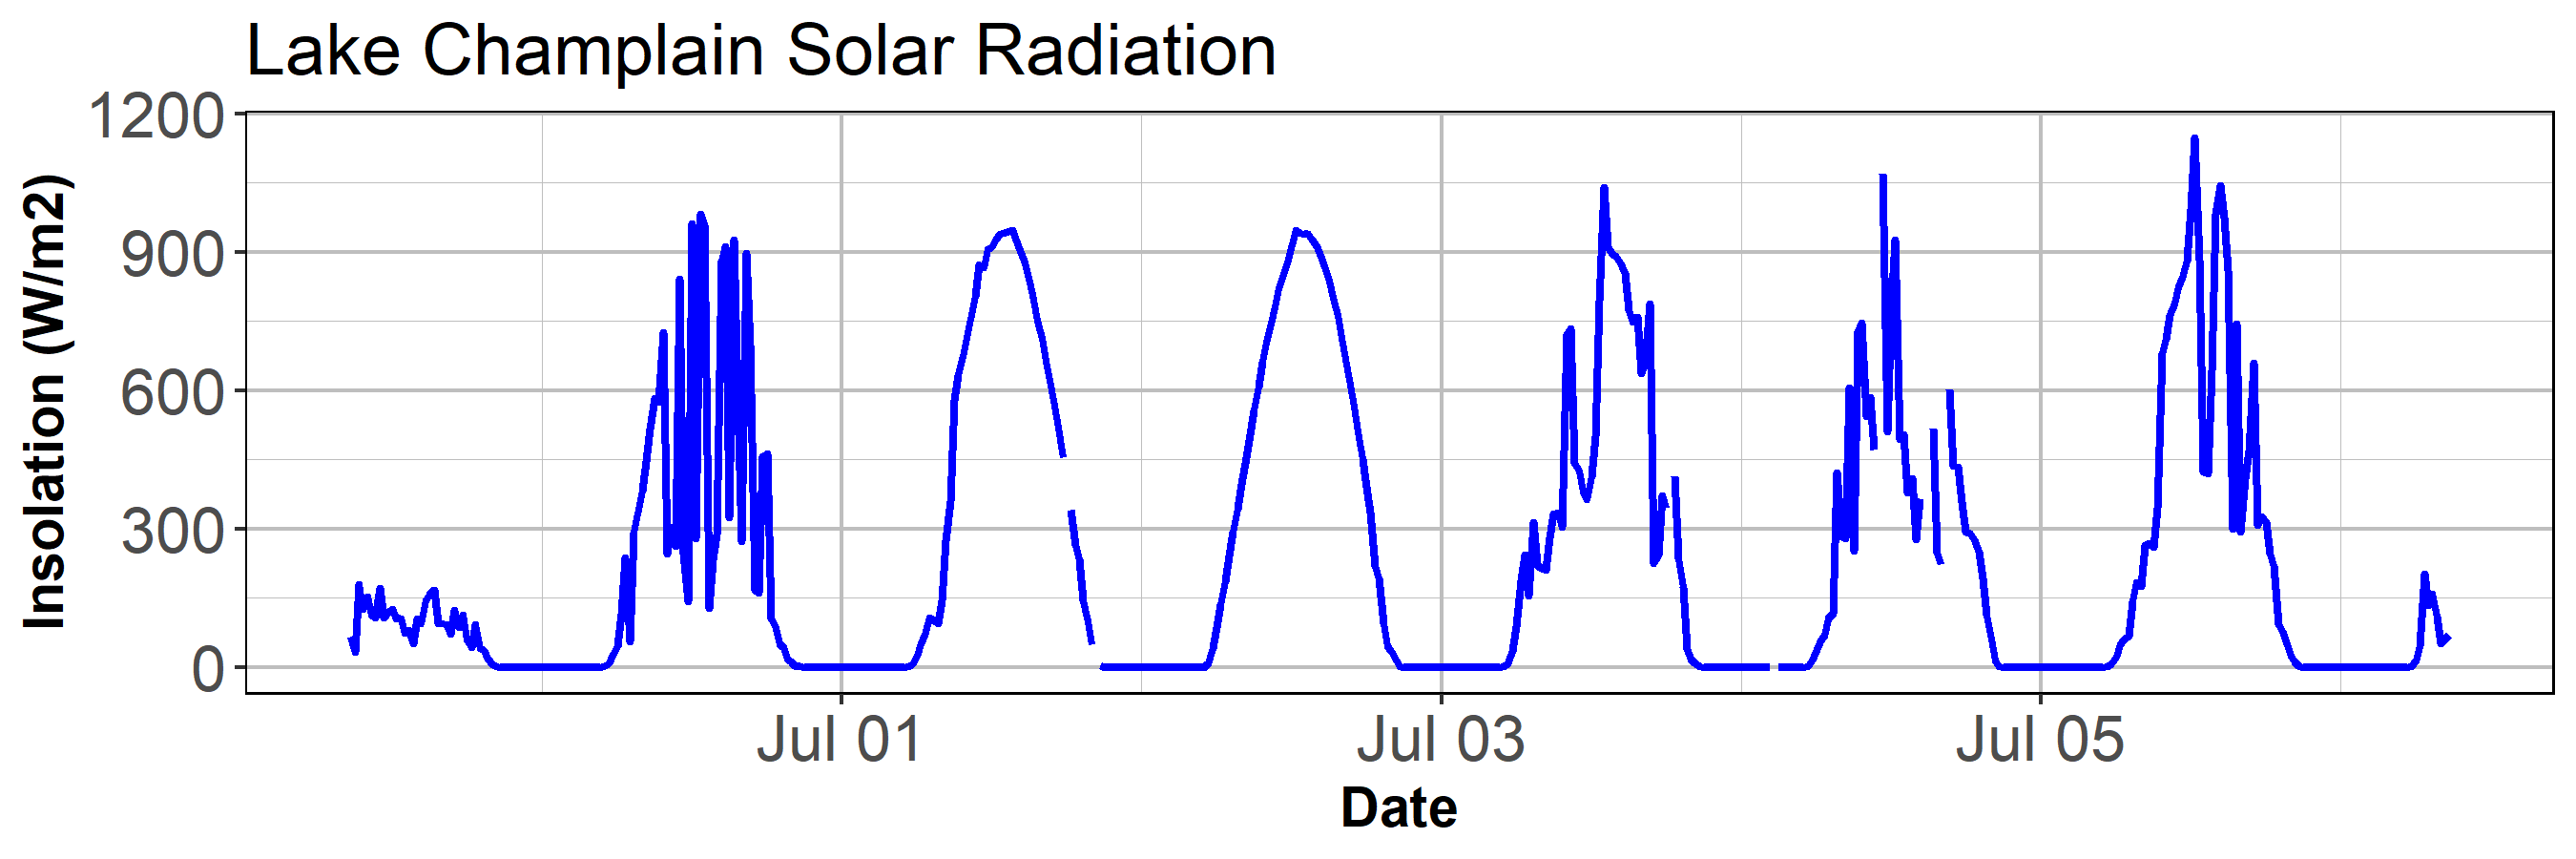 Lake Champlain Solar Radiation
1200
900
600
300
0
Insolation (W/m2)
Jul 01
Jul 03
Jul 05
Date